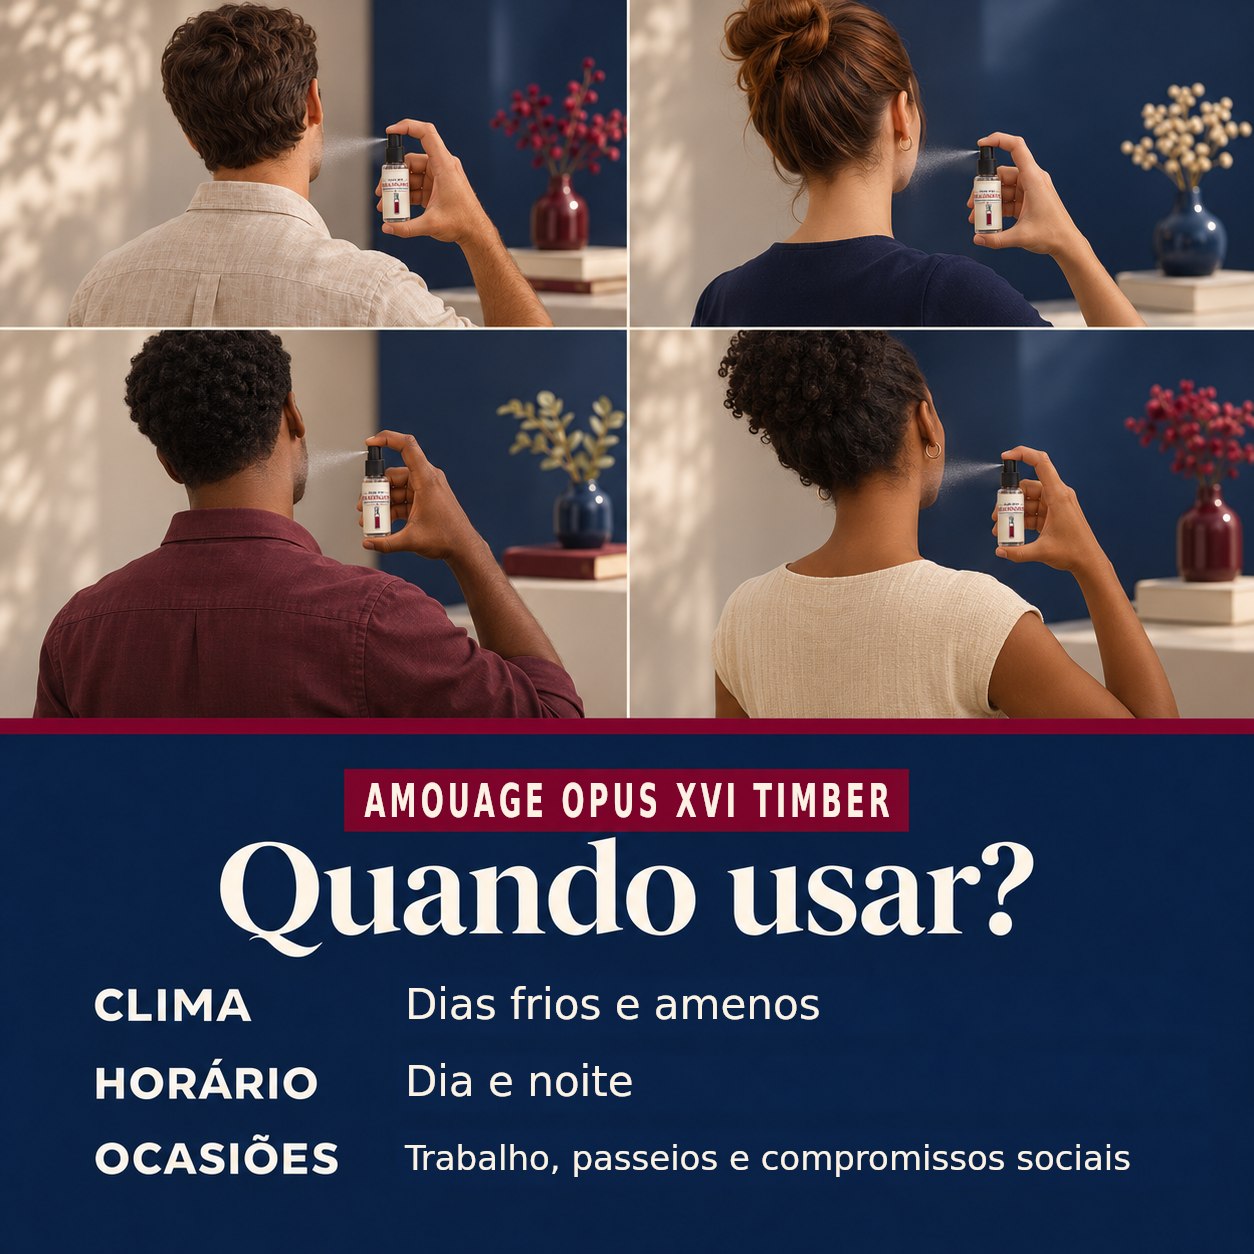 AMOUAGE OPUS XVI TIMBER
Quando usar?
CLIMA Dias frios e amenos
HORÁRIO Dia e noite
OCASIÕES Trabalho, passeios e compromissos sociais